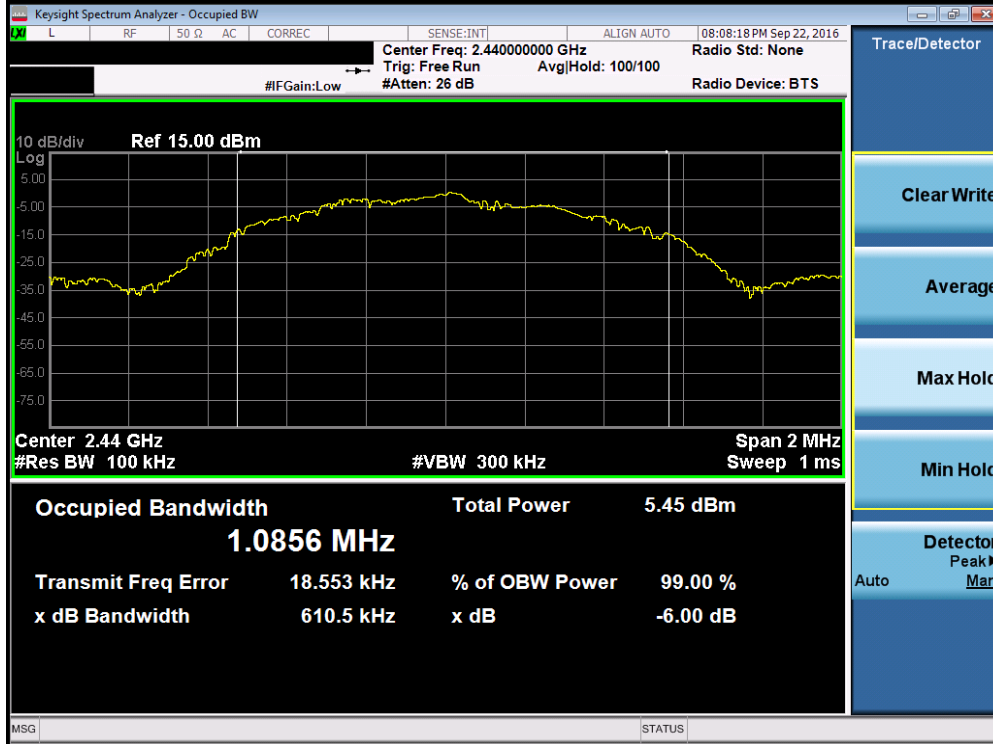 Keysight Spectrum Analyzer - Occupied BW
LXI L RF 50 Ω AC CORREC SENSE:INT ALIGN AUTO 08:08:18 PM Sep 22, 2016
Center Freq: 2.440000000 GHz Radio Std: None
Trig: Free Run Avg|Hold: 100/100
#IFGain:Low #Atten: 26 dB Radio Device: BTS
10 dB/div Ref 15.00 dBm
Log
5.00
-5.00
-15.0
-25.0
-35.0
-45.0
-55.0
-65.0
-75.0
Center 2.44 GHz Span 2 MHz
#Res BW 100 kHz #VBW 300 kHz Sweep 1 ms
Occupied Bandwidth Total Power 5.45 dBm
1.0856 MHz
Transmit Freq Error 18.553 kHz % of OBW Power 99.00 %
x dB Bandwidth 610.5 kHz x dB -6.00 dB
MSG STATUS
Trace/Detector
Clear Write
Average
Max Hold
Min Hold
Detector
Peak
Auto Man